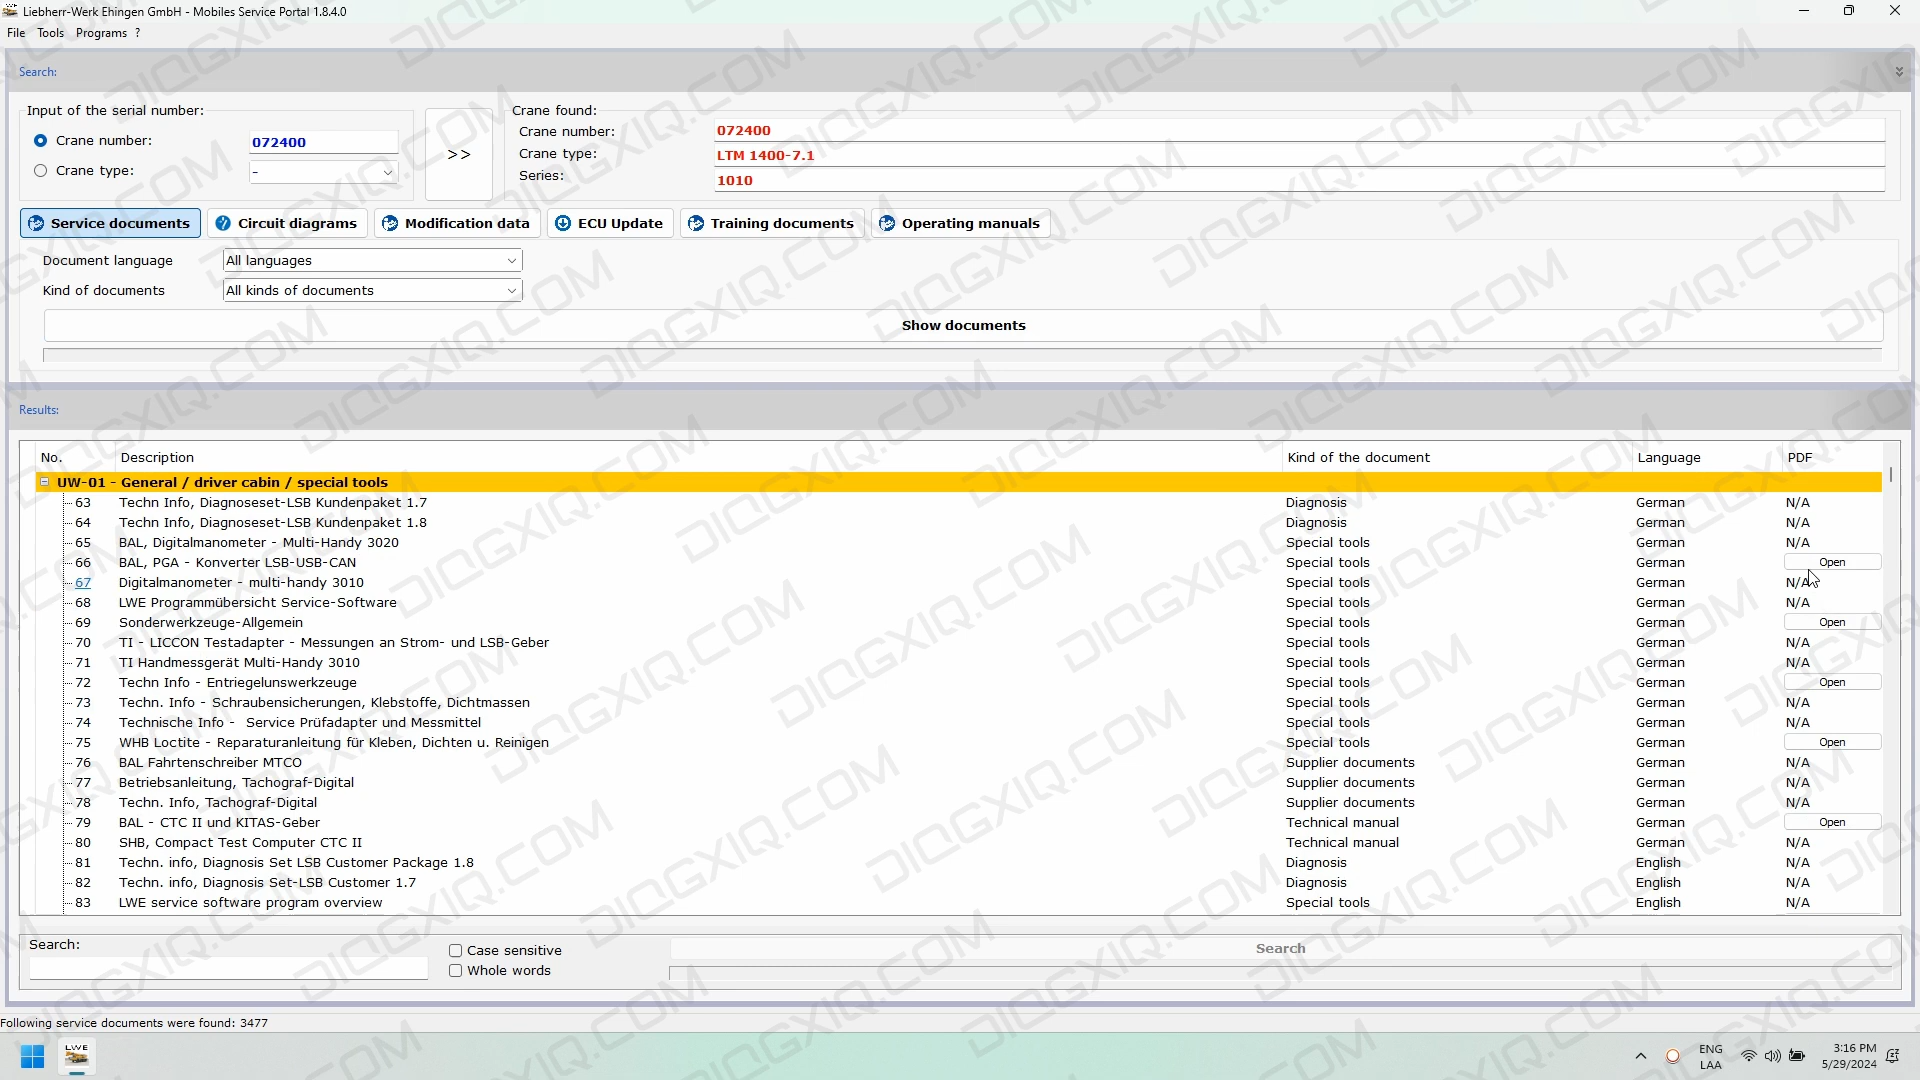 Liebherr-Werk Ehingen GmbH - Mobiles Service Portal 1.8.4.0
File Tools Programs ?
Search:
Input of the serial number:
Crane number: 072400
Crane type: -
>>
Crane found:
Crane number: 072400
Crane type: LTM 1400-7.1
Series: 1010
Service documents Circuit diagrams Modification data ECU Update Training documents Operating manuals
Document language All languages
Kind of documents All kinds of documents
Show documents
Results:
No. Description Kind of the document Language PDF
UW-01 - General / driver cabin / special tools
63 Techn Info, Diagnoseset-LSB Kundenpaket 1.7 Diagnosis German N/A
64 Techn Info, Diagnoseset-LSB Kundenpaket 1.8 Diagnosis German N/A
65 BAL, Digitalmanometer - Multi-Handy 3020 Special tools German N/A
66 BAL, PGA - Konverter LSB-USB-CAN Special tools German Open
67 Digitalmanometer - multi-handy 3010 Special tools German N/A
68 LWE Programmübersicht Service-Software Special tools German N/A
69 Sonderwerkzeuge-Allgemein Special tools German Open
70 TI - LICCON Testadapter - Messungen an Strom- und LSB-Geber Special tools German N/A
71 TI Handmessgerät Multi-Handy 3010 Special tools German N/A
72 Techn Info - Entriegelunswerkzeuge Special tools German Open
73 Techn. Info - Schraubensicherungen, Klebstoffe, Dichtmassen Special tools German N/A
74 Technische Info - Service Prüfadapter und Messmittel Special tools German N/A
75 WHB Loctite - Reparaturanleitung für Kleben, Dichten u. Reinigen Special tools German Open
76 BAL Fahrtenschreiber MTCO Supplier documents German N/A
77 Betriebsanleitung, Tachograf-Digital Supplier documents German N/A
78 Techn. Info, Tachograf-Digital Supplier documents German N/A
79 BAL - CTC II und KITAS-Geber Technical manual German Open
80 SHB, Compact Test Computer CTC II Technical manual German N/A
81 Techn. info, Diagnosis Set LSB Customer Package 1.8 Diagnosis English N/A
82 Techn. info, Diagnosis Set-LSB Customer 1.7 Diagnosis English N/A
83 LWE service software program overview Special tools English N/A
Search:
Case sensitive
Whole words
Search
Following service documents were found: 3477
LWE
ENG
LAA
3:16 PM
5/29/2024
DIAGXIQ.COM